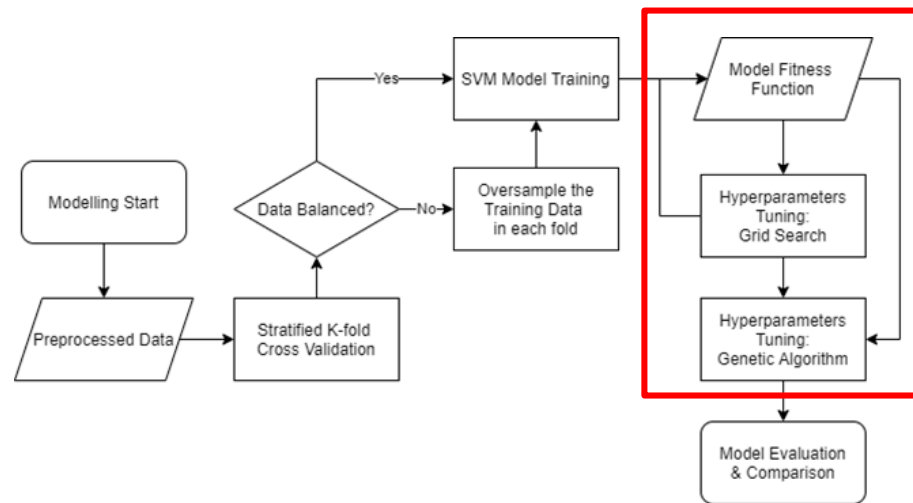 Modelling Start
Preprocessed Data
Stratified K-fold
Cross Validation
Data Balanced?
Yes
No
Oversample the
Training Data
in each fold
SVM Model Training
Model Fitness
Function
Hyperparameters
Tuning:
Grid Search
Hyperparameters
Tuning:
Genetic Algorithm
Model Evaluation
& Comparison